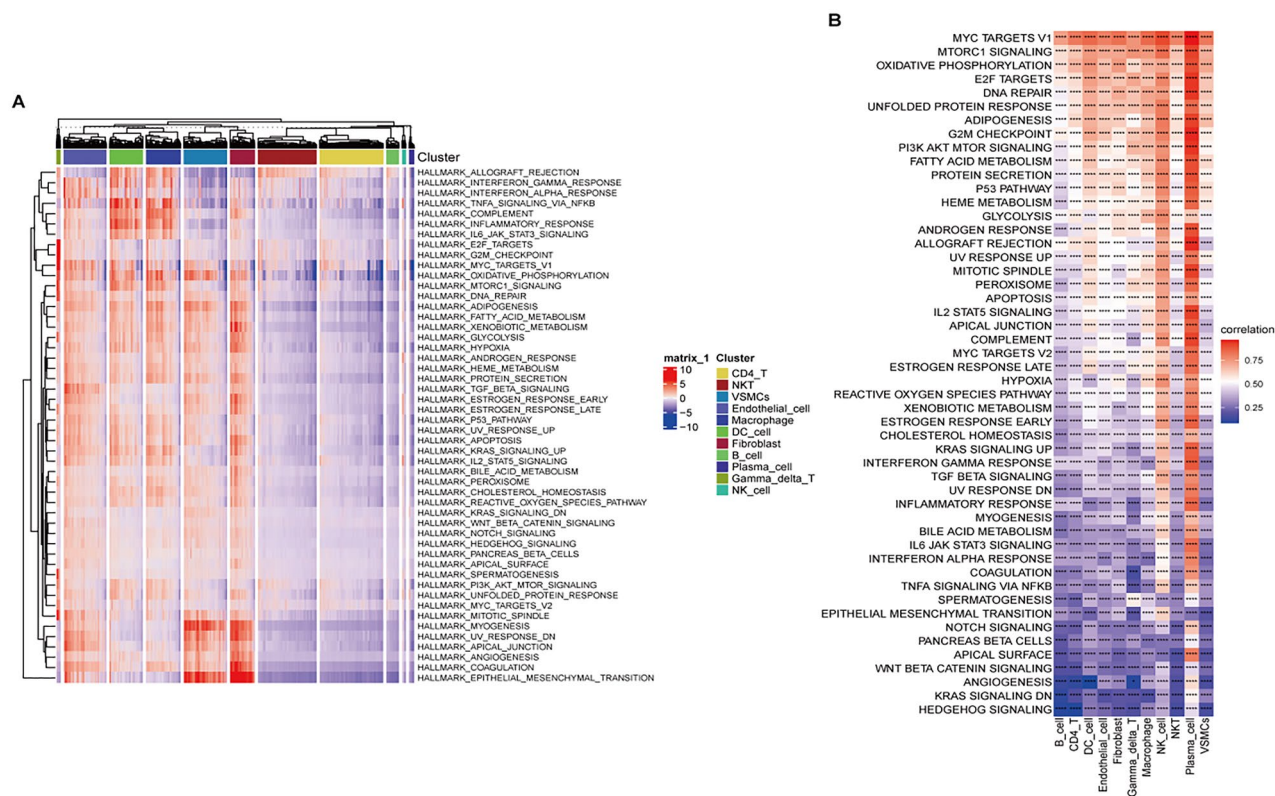 A
Cluster
HALLMARK_ALLOGRAFT_REJECTION
HALLMARK_INTERFERON_GAMMA_RESPONSE
HALLMARK_INTERFERON_ALPHA_RESPONSE
HALLMARK_TNFA_SIGNALING_VIA_NFKB
HALLMARK_COMPLEMENT
HALLMARK_INFLAMMATORY_RESPONSE
HALLMARK_IL6_JAK_STAT3_SIGNALING
HALLMARK_E2F_TARGETS
HALLMARK_G2M_CHECKPOINT
HALLMARK_MYC_TARGETS_V1
HALLMARK_OXIDATIVE_PHOSPHORYLATION
HALLMARK_MTORC1_SIGNALING
HALLMARK_DNA_REPAIR
HALLMARK_ADIPOGENESIS
HALLMARK_FATTY_ACID_METABOLISM
HALLMARK_XENOBIOTIC_METABOLISM
HALLMARK_GLYCOLYSIS
HALLMARK_HYPOXIA
HALLMARK_ANDROGEN_RESPONSE
HALLMARK_HEME_METABOLISM
HALLMARK_PROTEIN_SECRETION
HALLMARK_TGF_BETA_SIGNALING
HALLMARK_ESTROGEN_RESPONSE_EARLY
HALLMARK_ESTROGEN_RESPONSE_LATE
HALLMARK_P53_PATHWAY
HALLMARK_UV_RESPONSE_UP
HALLMARK_APOPTOSIS
HALLMARK_KRAS_SIGNALING_UP
HALLMARK_IL2_STAT5_SIGNALING
HALLMARK_BILE_ACID_METABOLISM
HALLMARK_PEROXISOME
HALLMARK_CHOLESTEROL_HOMEOSTASIS
HALLMARK_REACTIVE_OXYGEN_SPECIES_PATHWAY
HALLMARK_KRAS_SIGNALING_DN
HALLMARK_WNT_BETA_CATENIN_SIGNALING
HALLMARK_NOTCH_SIGNALING
HALLMARK_HEDGEHOG_SIGNALING
HALLMARK_PANCREAS_BETA_CELLS
HALLMARK_APICAL_SURFACE
HALLMARK_SPERMATOGENESIS
HALLMARK_PI3K_AKT_MTOR_SIGNALING
HALLMARK_UNFOLDED_PROTEIN_RESPONSE
HALLMARK_MYC_TARGETS_V2
HALLMARK_MITOTIC_SPINDLE
HALLMARK_MYOGENESIS
HALLMARK_UV_RESPONSE_DN
HALLMARK_APICAL_JUNCTION
HALLMARK_ANGIOGENESIS
HALLMARK_COAGULATION
HALLMARK_EPITHELIAL_MESENCHYMAL_TRANSITION
matrix_1
10
5
0
−5
−10
Cluster
CD4_T
NKT
VSMCs
Endothelial_cell
Macrophage
DC_cell
Fibroblast
B_cell
Plasma_cell
Gamma_delta_T
NK_cell
B
MYC TARGETS V1
MTORC1 SIGNALING
OXIDATIVE PHOSPHORYLATION
E2F TARGETS
DNA REPAIR
UNFOLDED PROTEIN RESPONSE
ADIPOGENESIS
G2M CHECKPOINT
PI3K AKT MTOR SIGNALING
FATTY ACID METABOLISM
PROTEIN SECRETION
P53 PATHWAY
HEME METABOLISM
GLYCOLYSIS
ANDROGEN RESPONSE
ALLOGRAFT REJECTION
UV RESPONSE UP
MITOTIC SPINDLE
PEROXISOME
APOPTOSIS
IL2 STAT5 SIGNALING
APICAL JUNCTION
COMPLEMENT
MYC TARGETS V2
ESTROGEN RESPONSE LATE
HYPOXIA
REACTIVE OXYGEN SPECIES PATHWAY
XENOBIOTIC METABOLISM
ESTROGEN RESPONSE EARLY
CHOLESTEROL HOMEOSTASIS
KRAS SIGNALING UP
INTERFERON GAMMA RESPONSE
TGF BETA SIGNALING
UV RESPONSE DN
INFLAMMATORY RESPONSE
MYOGENESIS
BILE ACID METABOLISM
IL6 JAK STAT3 SIGNALING
INTERFERON ALPHA RESPONSE
COAGULATION
TNFA SIGNALING VIA NFKB
SPERMATOGENESIS
EPITHELIAL MESENCHYMAL TRANSITION
NOTCH SIGNALING
PANCREAS BETA CELLS
APICAL SURFACE
WNT BETA CATENIN SIGNALING
ANGIOGENESIS
KRAS SIGNALING DN
HEDGEHOG SIGNALING
B_cell
CD4_T
DC_cell
Endothelial_cell
Fibroblast
Gamma_delta_T
Macrophage
NK_cell
NKT
Plasma_cell
VSMCs
correlation
0.75
0.50
0.25